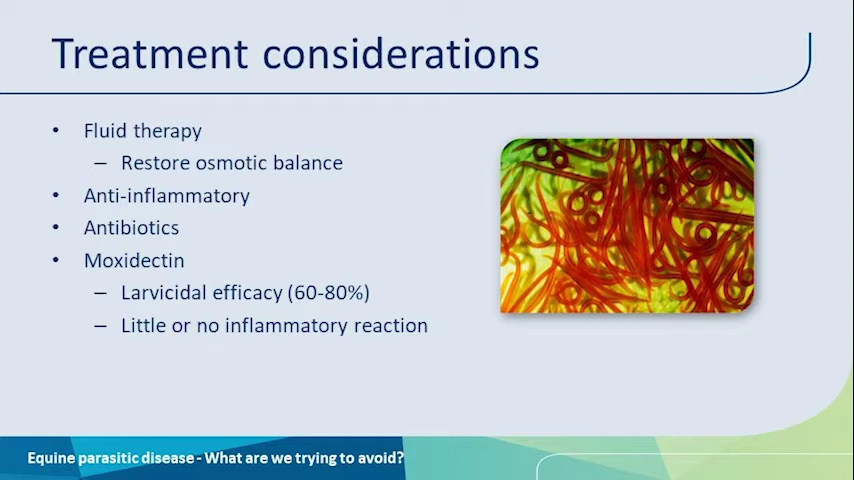 Treatment considerations
• Fluid therapy
– Restore osmotic balance
• Anti-inflammatory
• Antibiotics
• Moxidectin
– Larvicidal efficacy (60-80%)
– Little or no inflammatory reaction
Equine parasitic disease - What are we trying to avoid?